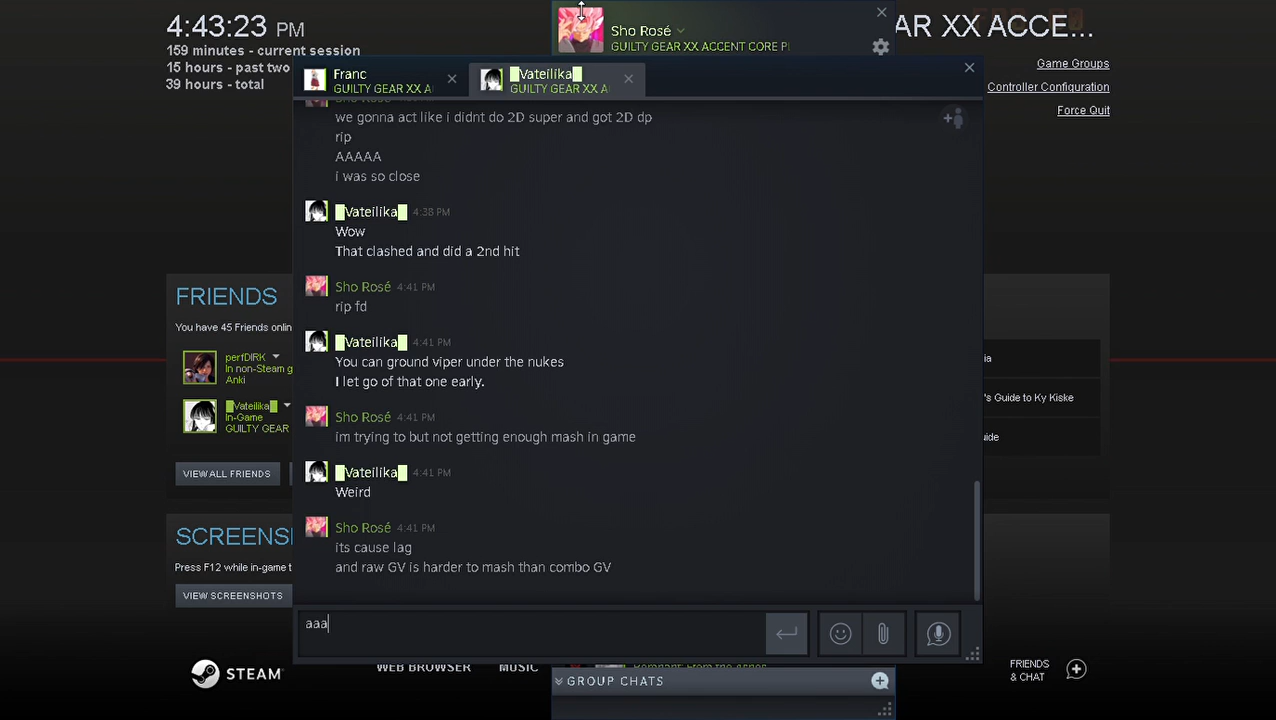 4:43:23 PM
159 minutes - current session
15 hours - past two
39 hours - total
Sho Rosé
GUILTY GEAR XX ACCENT CORE Pl
AR XX ACCE...
Game Groups
Controller Configuration
Force Quit
Franc
GUILTY GEAR XX A
Vateilika
GUILTY GEAR XX A
we gonna act like i didnt do 2D super and got 2D dp
rip
AAAAA
i was so close
Vateilika 4:38 PM
Wow
That clashed and did a 2nd hit
Sho Rosé 4:41 PM
rip fd
Vateilika 4:41 PM
You can ground viper under the nukes
I let go of that one early.
Sho Rosé 4:41 PM
im trying to but not getting enough mash in game
Vateilika 4:41 PM
Weird
Sho Rosé 4:41 PM
its cause lag
and raw GV is harder to mash than combo GV
aaa
FRIENDS
You have 45 Friends onlin
perfDIRK
In non-Steam g
Anki
Vateilika
In-Game
GUILTY GEAR
VIEW ALL FRIENDS
SCREENS
Press F12 while in-game t
VIEW SCREENSHOTS
ia
's Guide to Ky Kiske
uide
STEAM
WEB BROWSER
MUSIC
Remnant: From the Ashes
GROUP CHATS
FRIENDS
& CHAT